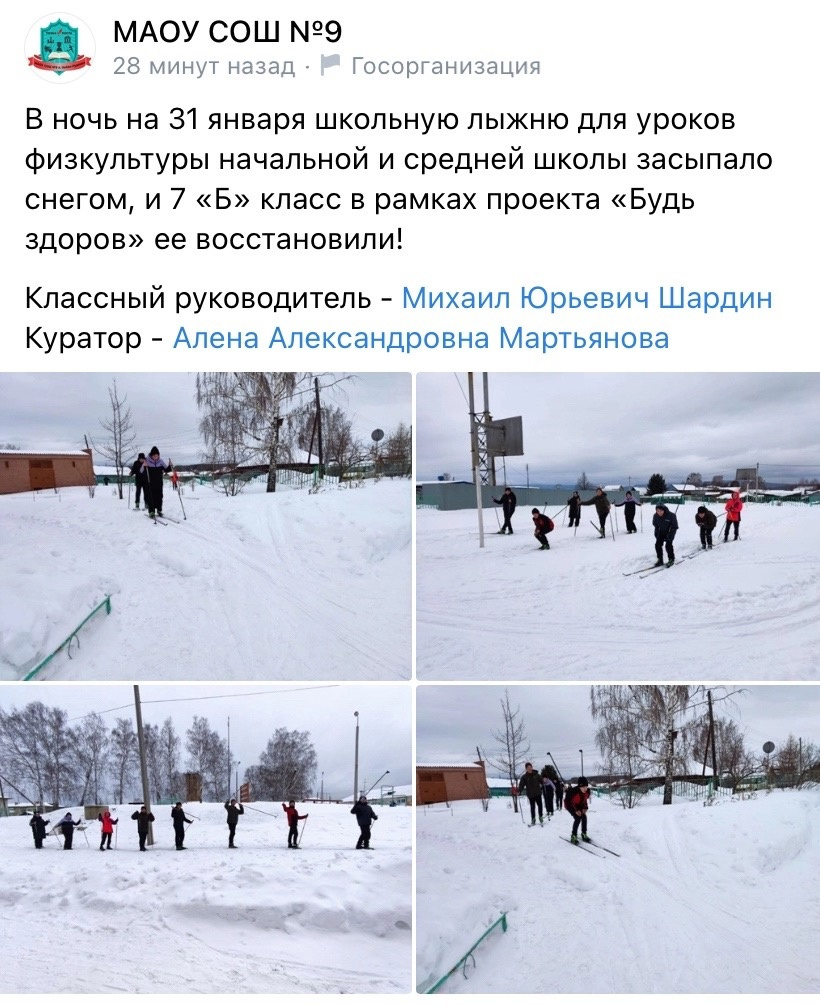 МАОУ СОШ №9
28 минут назад · Госорганизация
В ночь на 31 января школьную лыжню для уроков
физкультуры начальной и средней школы засыпало
снегом, и 7 «Б» класс в рамках проекта «Будь
здоров» ее восстановили!
Классный руководитель - Михаил Юрьевич Шардин
Куратор - Алена Александровна Мартьянова